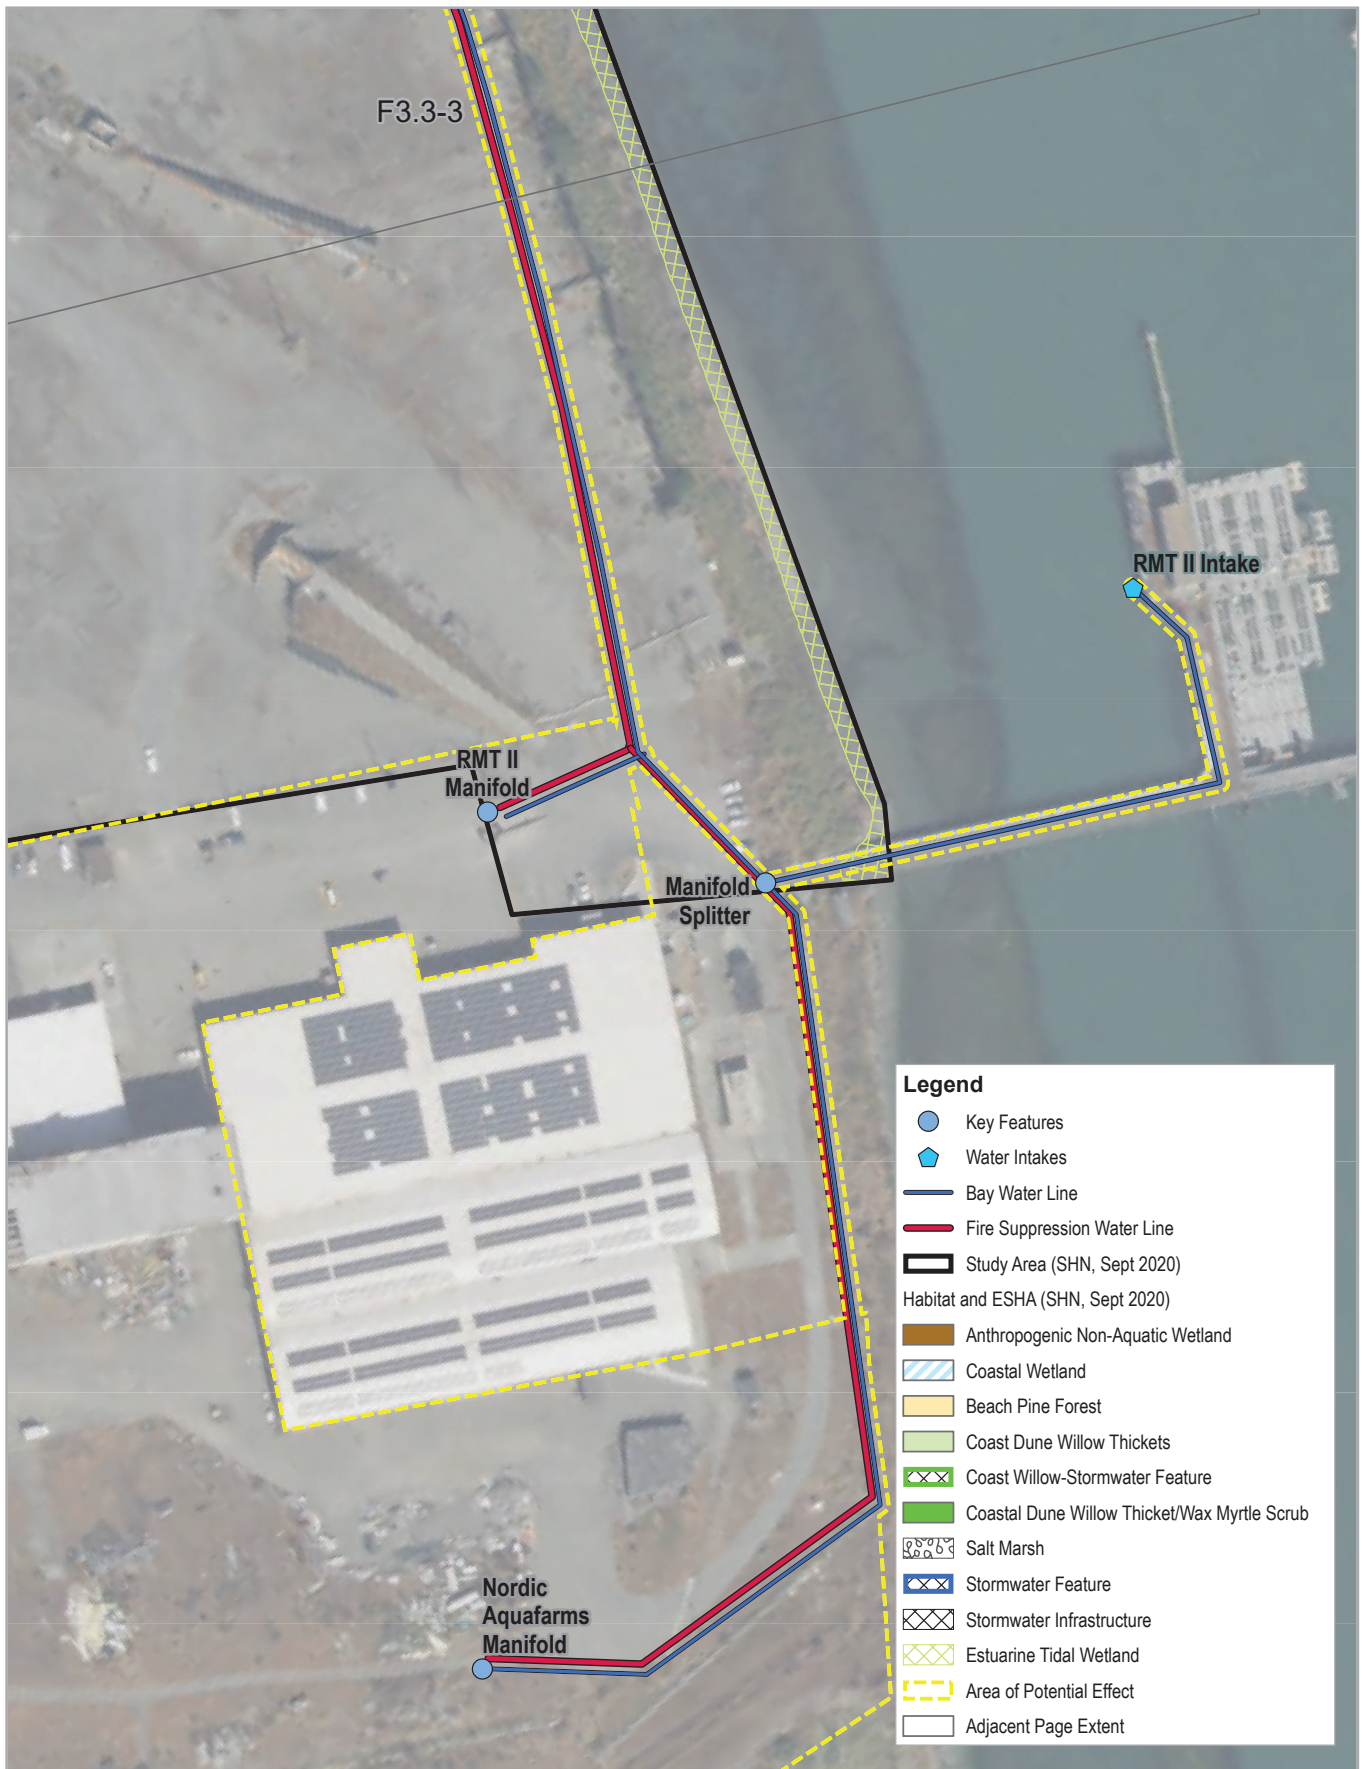 F3.3-3
RMT II Intake
RMT II
Manifold
Manifold
Splitter
Nordic
Aquafarms
Manifold
Legend
Key Features
Water Intakes
Bay Water Line
Fire Suppression Water Line
Study Area (SHN, Sept 2020)
Habitat and ESHA (SHN, Sept 2020)
Anthropogenic Non-Aquatic Wetland
Coastal Wetland
Beach Pine Forest
Coast Dune Willow Thickets
Coast Willow-Stormwater Feature
Coastal Dune Willow Thicket/Wax Myrtle Scrub
Salt Marsh
Stormwater Feature
Stormwater Infrastructure
Estuarine Tidal Wetland
Area of Potential Effect
Adjacent Page Extent